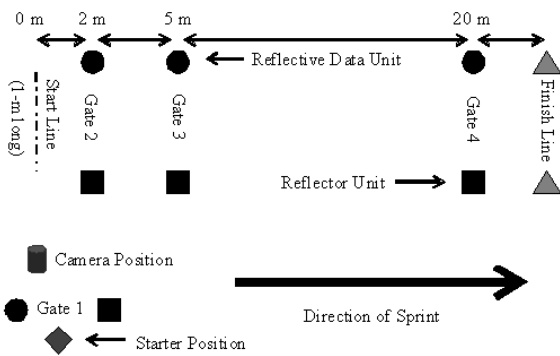 0 m 2 m 5 m 20 m
Reflective Data Unit
(1-m long)
Start Line
Gate 2
Gate 3
Gate 4
Finish Line
Reflector Unit
Camera Position
Gate 1
Direction of Sprint
Starter Position